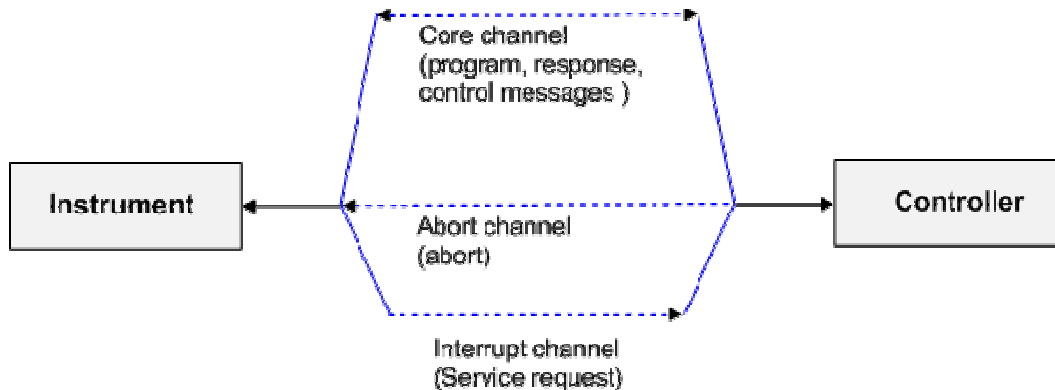 Core channel
(program, response,
control messages )
Instrument
Controller
Abort channel
(abort)
Interrupt channel
(Service request)